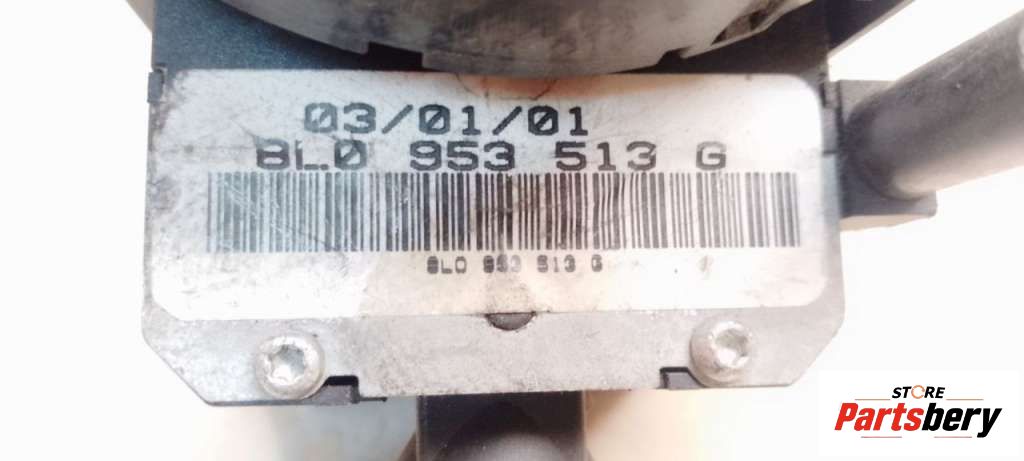 03/01/01
8L0 953 513 G
8L0 953 513 G
STORE
Partsbery